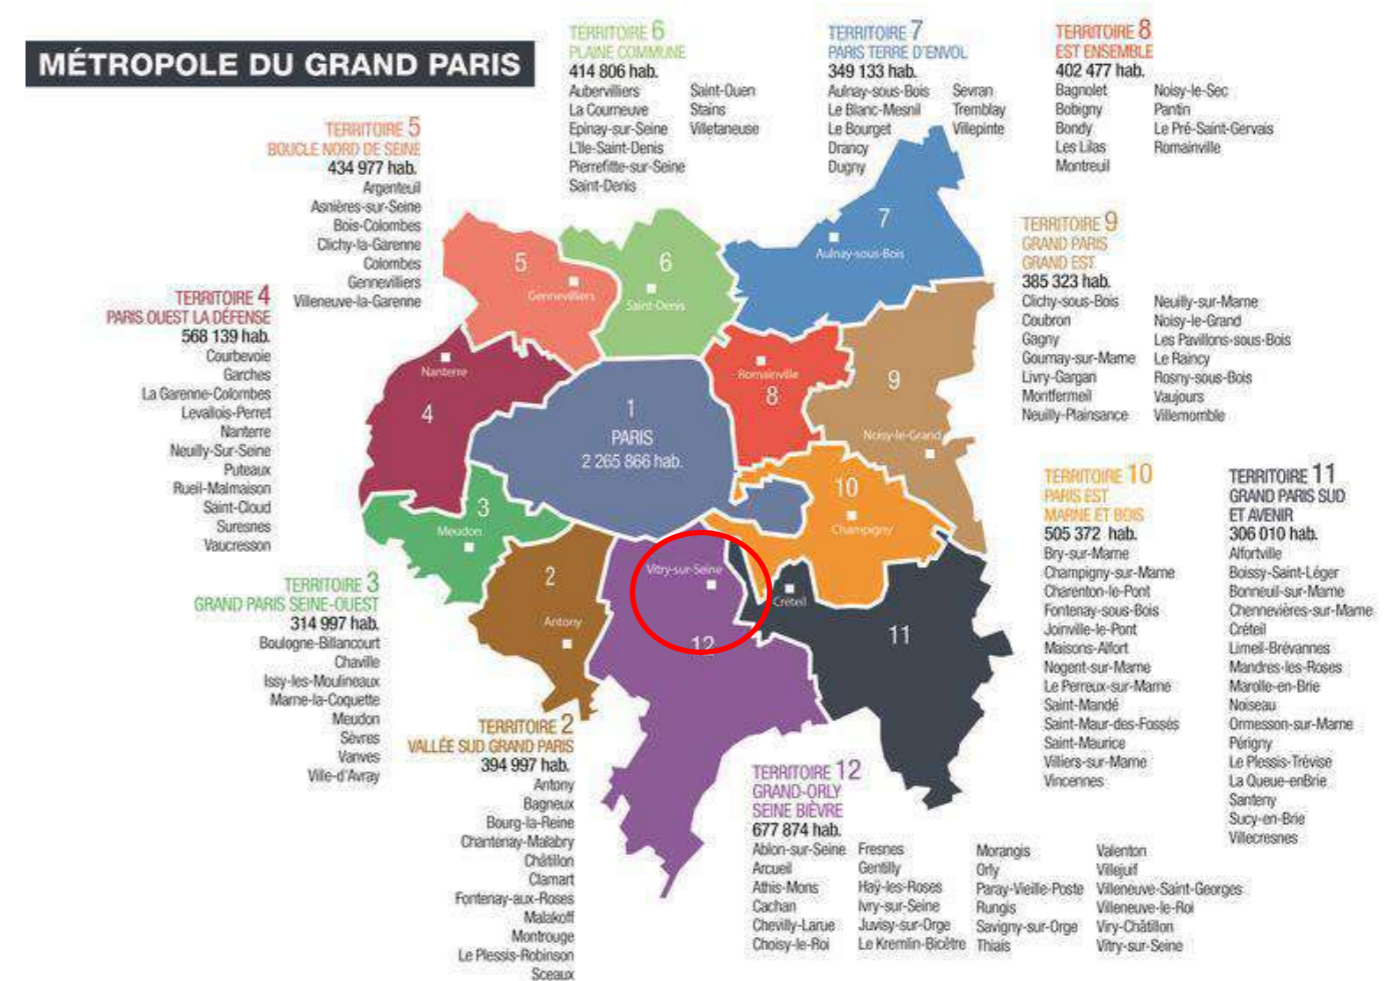 MÉTROPOLE DU GRAND PARIS
TERRITOIRE 6
PLAINE COMMUNE
414 806 hab.
Aubervilliers
La Courneuve
Epinay-sur-Seine
L'Ile-Saint-Denis
Pierrefitte-sur-Seine
Saint-Denis
Saint-Ouen
Stains
Villetaneuse
TERRITOIRE 7
PARIS TERRE D'ENVOL
349 133 hab.
Aulnay-sous-Bois
Le Blanc-Mesnil
Le Bourget
Drancy
Dugny
Sevran
Tremblay
Villepinte
TERRITOIRE 8
EST ENSEMBLE
402 477 hab.
Bagnolet
Bobigny
Bondy
Les Lilas
Montreuil
Noisy-le-Sec
Pantin
Le Pré-Saint-Gervais
Romainville
TERRITOIRE 5
BOUCLE NORD DE SEINE
434 977 hab.
Argenteuil
Asnières-sur-Seine
Bois-Colombes
Clichy-la-Garenne
Colombes
Gennevilliers
Villeneuve-la-Garenne
TERRITOIRE 9
GRAND PARIS
GRAND EST
385 323 hab.
Clichy-sous-Bois
Coubron
Gagny
Gournay-sur-Marne
Livry-Gargan
Montfermeil
Neuilly-Plainsance
Neuilly-sur-Marne
Noisy-le-Grand
Les Pavillons-sous-Bois
Le Raincy
Rosny-sous-Bois
Vaujours
Villemomble
TERRITOIRE 4
PARIS OUEST LA DÉFENSE
568 139 hab.
Courbevoie
Garches
La Garenne-Colombes
Levallois-Perret
Nanterre
Neuilly-Sur-Seine
Puteaux
Rueil-Malmaison
Saint-Cloud
Suresnes
Vaucresson
5
Gennevilliers
6
Saint-Denis
7
Aulnay-sous-Bois
Nanterre
4
1
PARIS
2 265 866 hab.
Romainville
8
9
Noisy-le-Grand
3
Meudon
10
Champigny
2
Antony
Vitry-sur-Seine
12
Créteil
11
TERRITOIRE 10
PARIS EST
MARNE ET BOIS
505 372 hab.
Bry-sur-Marne
Champigny-sur-Marne
Charenton-le-Pont
Fontenay-sous-Bois
Joinville-le-Pont
Maisons-Alfort
Nogent-sur-Marne
Le Perreux-sur-Marne
Saint-Mandé
Saint-Maur-des-Fossés
Saint-Maurice
Villiers-sur-Marne
Vincennes
TERRITOIRE 11
GRAND PARIS SUD
ET AVENIR
306 010 hab.
Alfortville
Boissy-Saint-Léger
Bonneuil-sur-Marne
Chennevières-sur-Marne
Créteil
Limeil-Brévannes
Mandres-les-Roses
Marolle-en-Brie
Noiseau
Ormesson-sur-Marne
Périgny
Le Plessis-Trévise
La Queue-enBrie
Santeny
Sucy-en-Brie
Villecresnes
TERRITOIRE 3
GRAND PARIS SEINE-OUEST
314 997 hab.
Boulogne-Billancourt
Chaville
Issy-les-Moulineaux
Marne-la-Coquette
Meudon
Sèvres
Vanves
Ville-d'Avray
TERRITOIRE 2
VALLÉE SUD GRAND PARIS
394 997 hab.
Antony
Bagneux
Bourg-la-Reine
Chantenay-Malabry
Châtillon
Clamart
Fontenay-aux-Roses
Malakoff
Montrouge
Le Plessis-Robinson
Sceaux
TERRITOIRE 12
GRAND-ORLY
SEINE BIÈVRE
677 874 hab.
Ablon-sur-Seine
Arcueil
Athis-Mons
Cachan
Chevilly-Larue
Choisy-le-Roi
Fresnes
Gentilly
Haÿ-les-Roses
Ivry-sur-Seine
Juvisy-sur-Orge
Le Kremlin-Bicêtre
Morangis
Orly
Paray-Vieille-Poste
Rungis
Savigny-sur-Orge
Thiais
Valenton
Villejuif
Villeneuve-Saint-Georges
Villeneuve-le-Roi
Viry-Châtillon
Vitry-sur-Seine